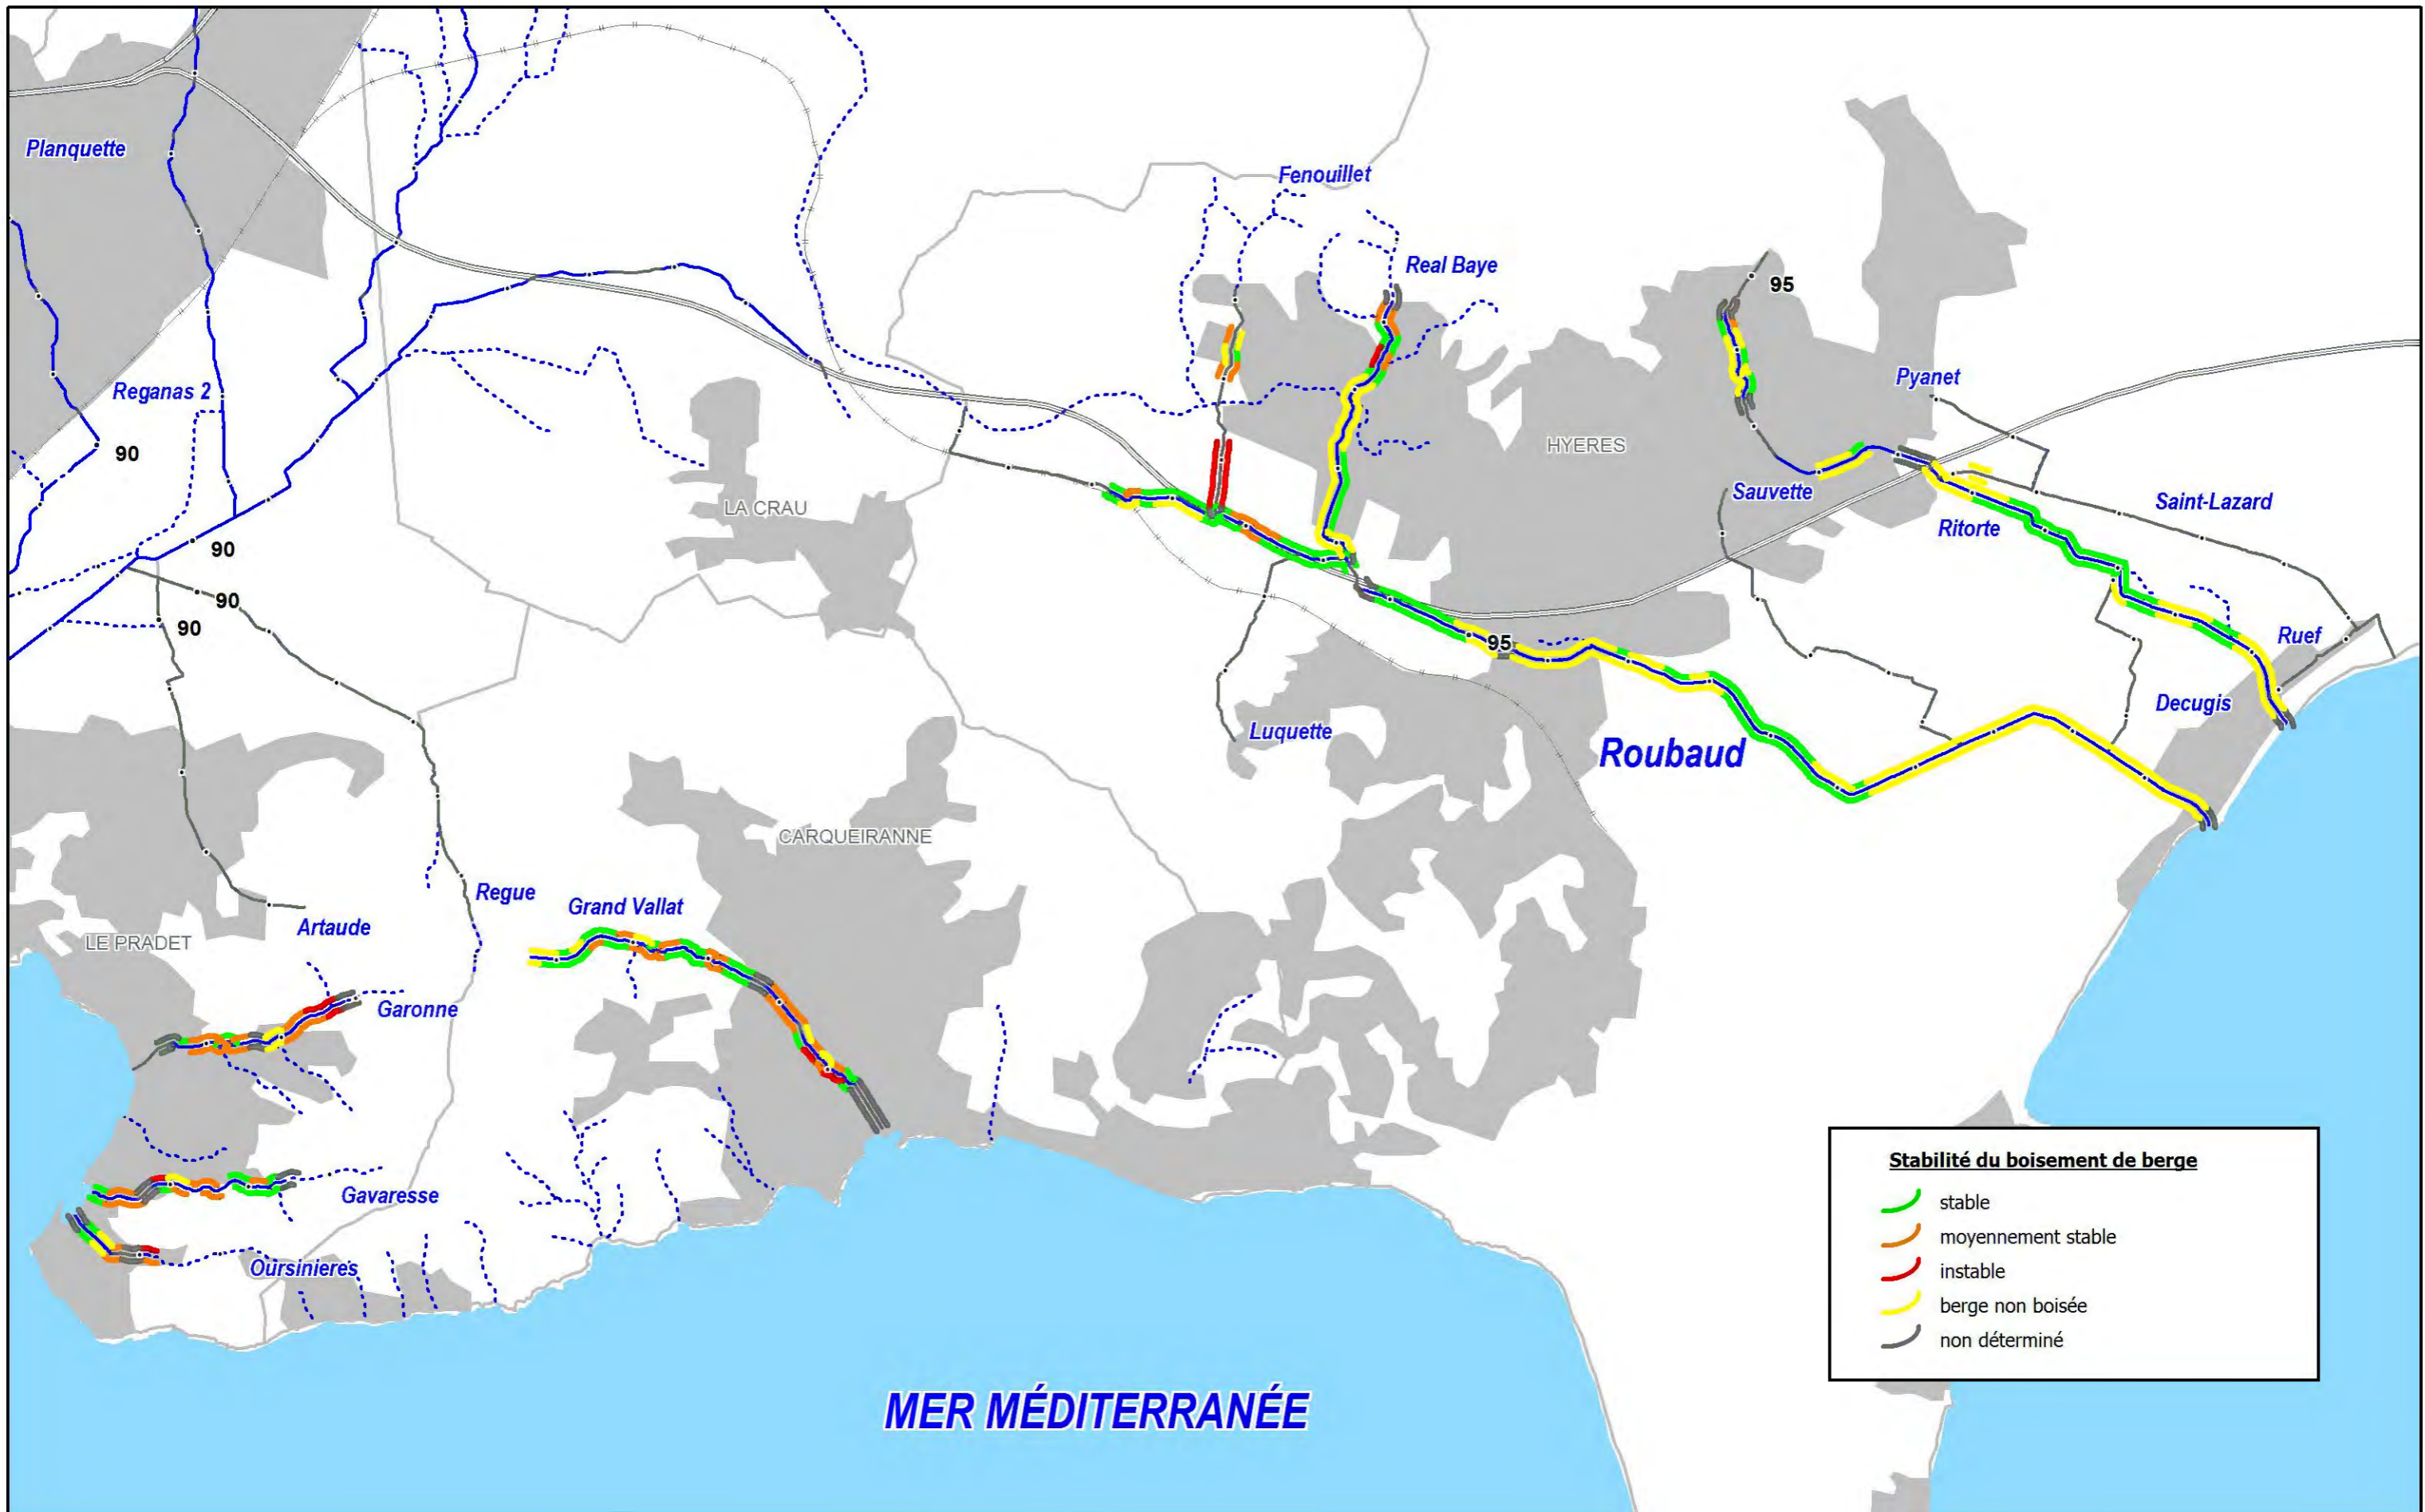 Planquette
Fenouillet
Real Baye
95
Pyanet
Reganas 2
90
HYERES
Sauvette
Saint-Lazard
LA CRAU
Ritorte
90
90
90
95
Ruef
Decugis
Luquette
Roubaud
CARQUEIRANNE
Regue
Grand Vallat
Artaude
LE PRADET
Garonne
Gavaresse
Oursinieres
Stabilité du boisement de berge
stable
moyennement stable
instable
berge non boisée
non déterminé
MER MÉDITERRANÉE